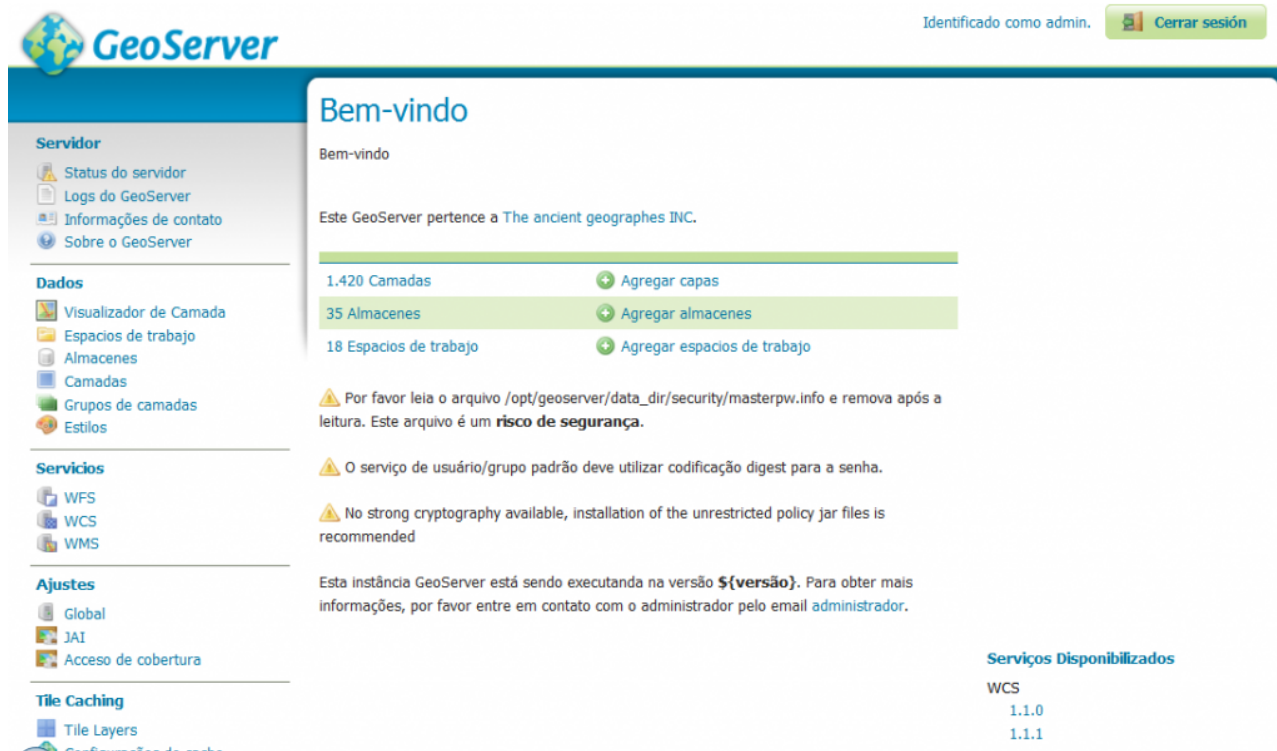 GeoServer
Identificado como admin.
Cerrar sesión
Servidor
Status do servidor
Logs do GeoServer
Informações de contato
Sobre o GeoServer
Dados
Visualizador de Camada
Espacios de trabajo
Almacenes
Camadas
Grupos de camadas
Estilos
Servicios
WFS
WCS
WMS
Ajustes
Global
JAI
Acceso de cobertura
Tile Caching
Tile Layers
Configurações de cache
Bem-vindo
Bem-vindo
Este GeoServer pertence a The ancient geographes INC.
1.420 Camadas
Agregar capas
35 Almacenes
Agregar almacenes
18 Espacios de trabajo
Agregar espacios de trabajo
Por favor leia o arquivo /opt/geoserver/data_dir/security/masterpw.info e remova após a
leitura. Este arquivo é um risco de segurança.
O serviço de usuário/grupo padrão deve utilizar codificação digest para a senha.
No strong cryptography available, installation of the unrestricted policy jar files is
recommended
Esta instância GeoServer está sendo executanda na versão ${versão}. Para obter mais
informações, por favor entre em contato com o administrador pelo email administrador.
Serviços Disponibilizados
WCS
1.1.0
1.1.1